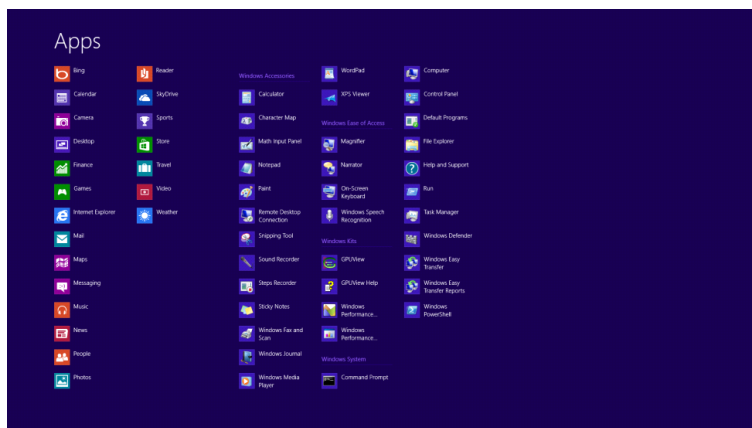 Apps
Bing
Calendar
Camera
Desktop
Finance
Games
Internet Explorer
Mail
Maps
Messaging
Music
News
People
Photos
Reader
SkyDrive
Sports
Store
Travel
Video
Weather
Windows Accessories
Calculator
Character Map
Math Input Panel
Notepad
Paint
Remote Desktop
Connection
Snipping Tool
Sound Recorder
Steps Recorder
Sticky Notes
Windows Fax and
Scan
Windows Journal
Windows Media
Player
WordPad
XPS Viewer
Windows Ease of Access
Magnifier
Narrator
On-Screen
Keyboard
Windows Speech
Recognition
Windows Kits
GPUView
GPUView Help
Windows
Performance...
Windows
Performance...
Windows System
Command Prompt
Computer
Control Panel
Default Programs
File Explorer
Help and Support
Run
Task Manager
Windows Defender
Windows Easy
Transfer
Windows Easy
Transfer Reports
Windows
PowerShell